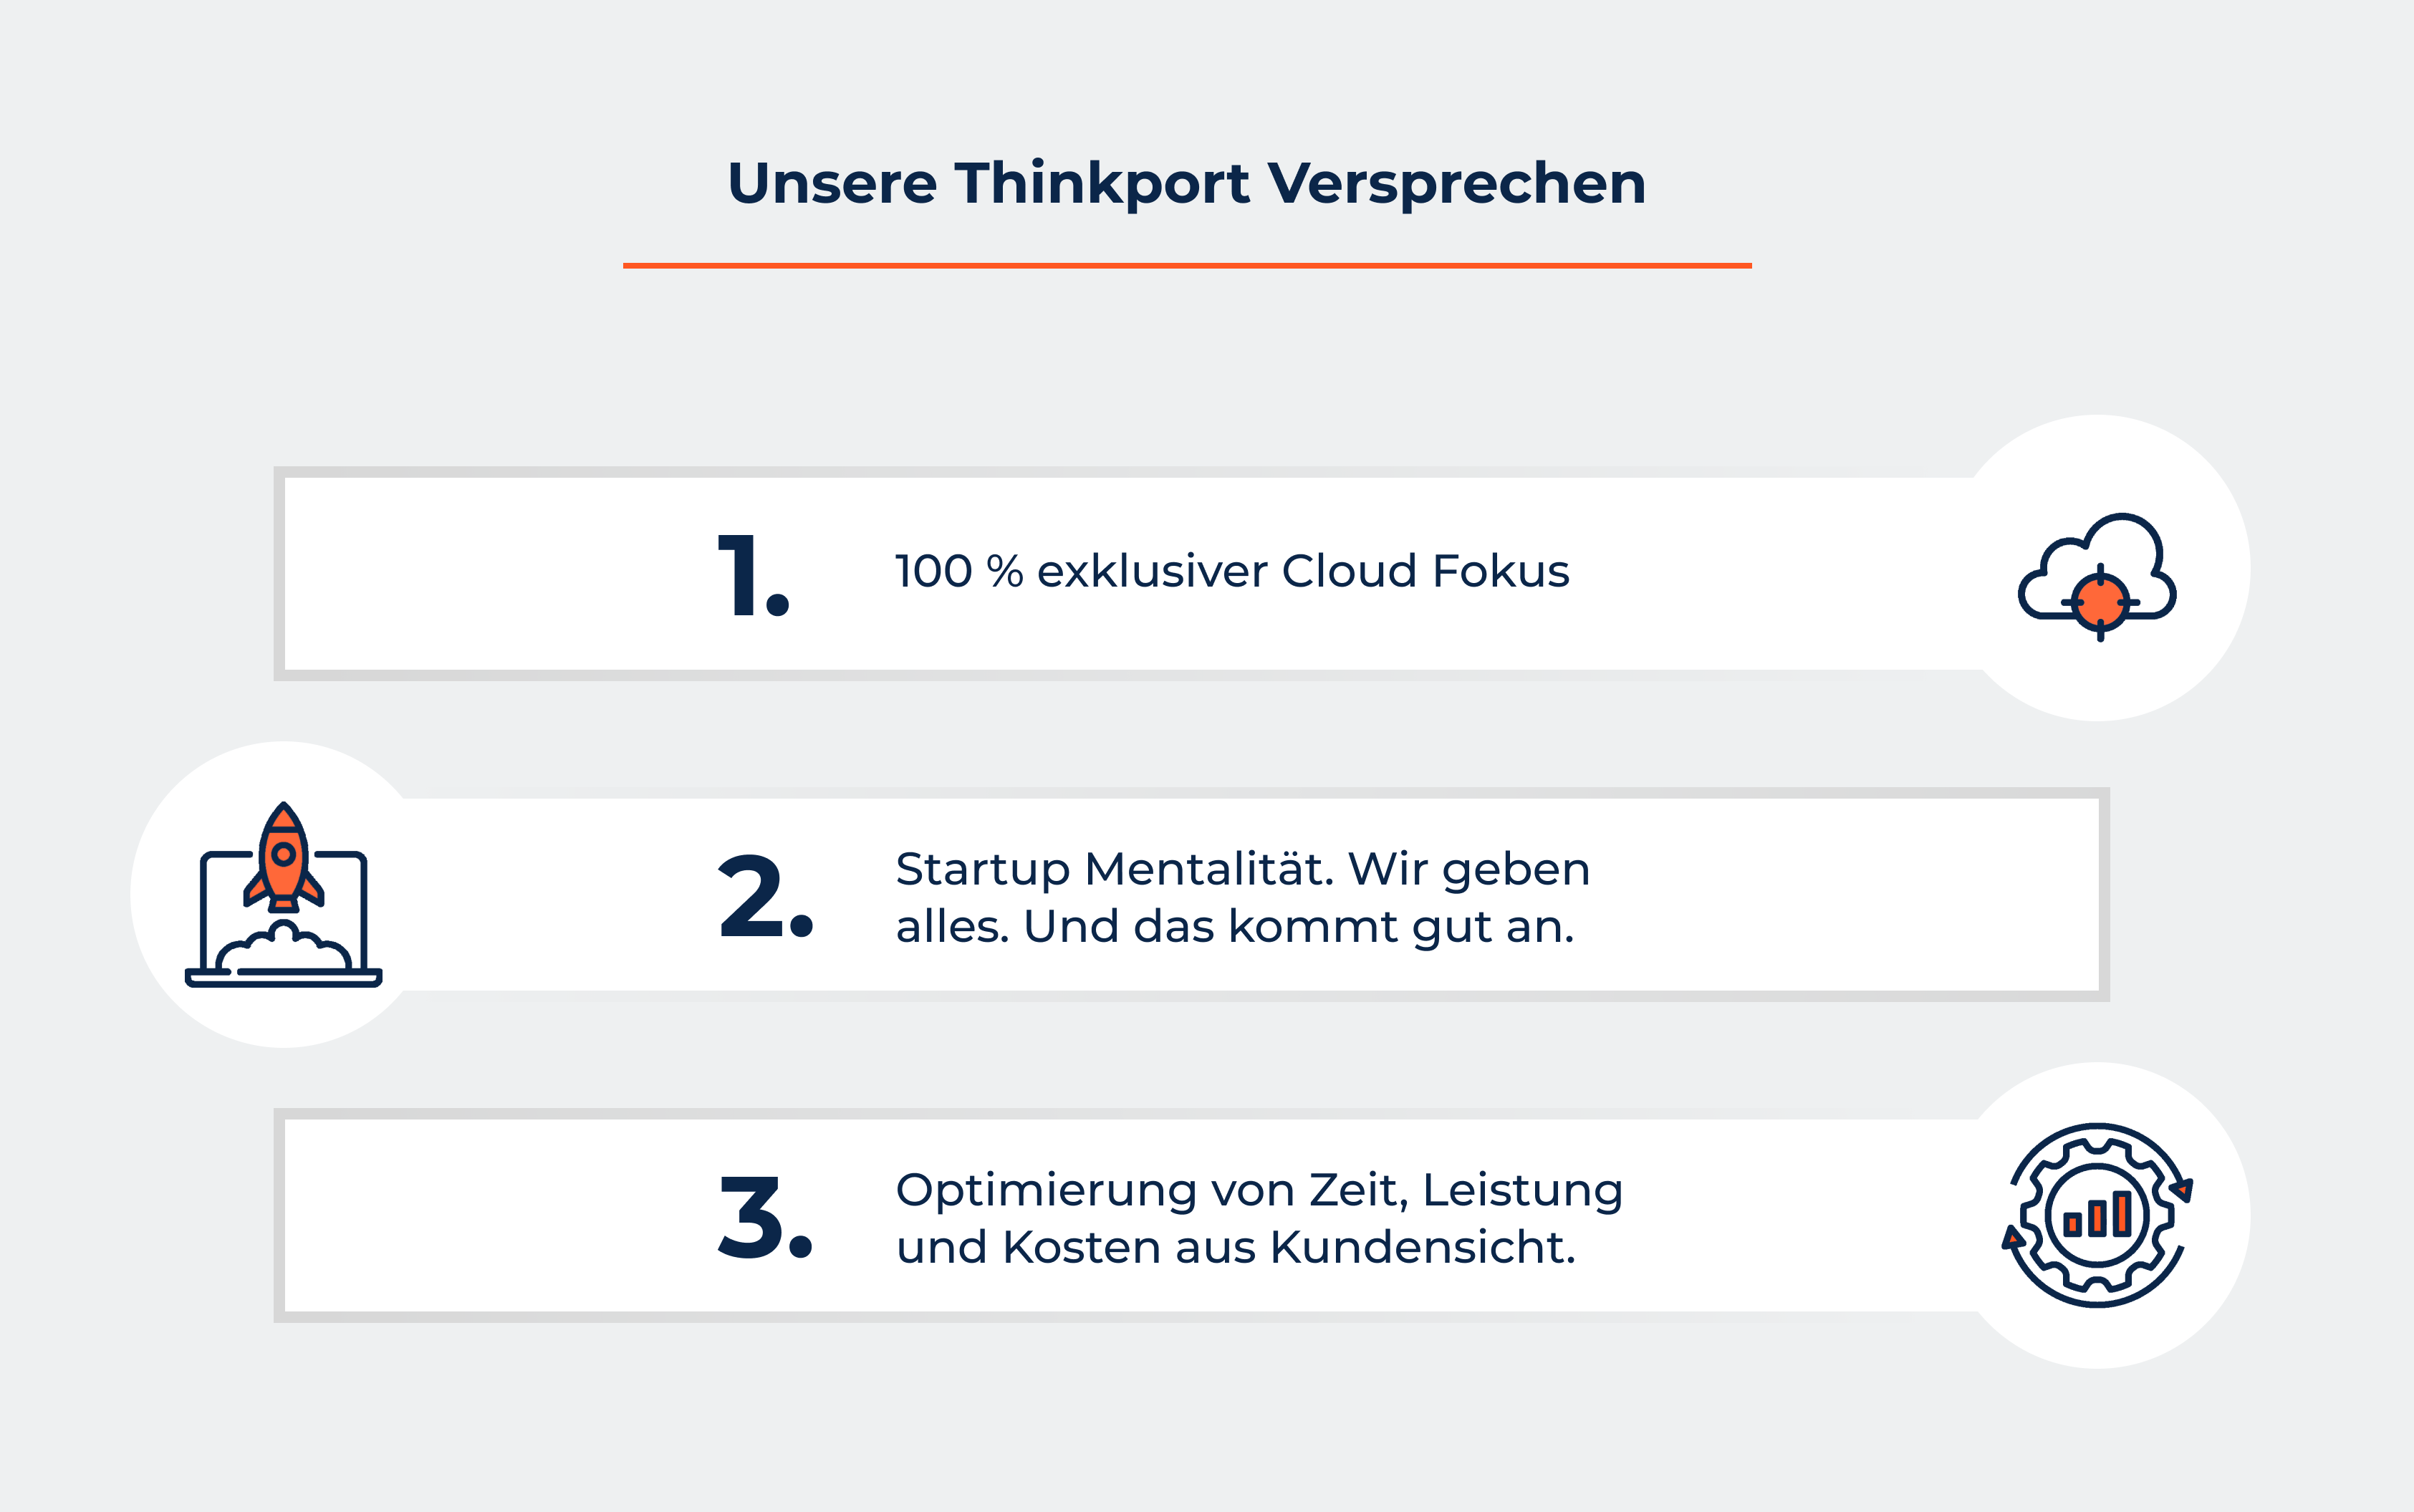 Unsere Thinkport Versprechen
1.
100 % exklusiver Cloud Fokus
2.
Startup Mentalität. Wir geben
alles. Und das kommt gut an.
3.
Optimierung von Zeit, Leistung
und Kosten aus Kundensicht.